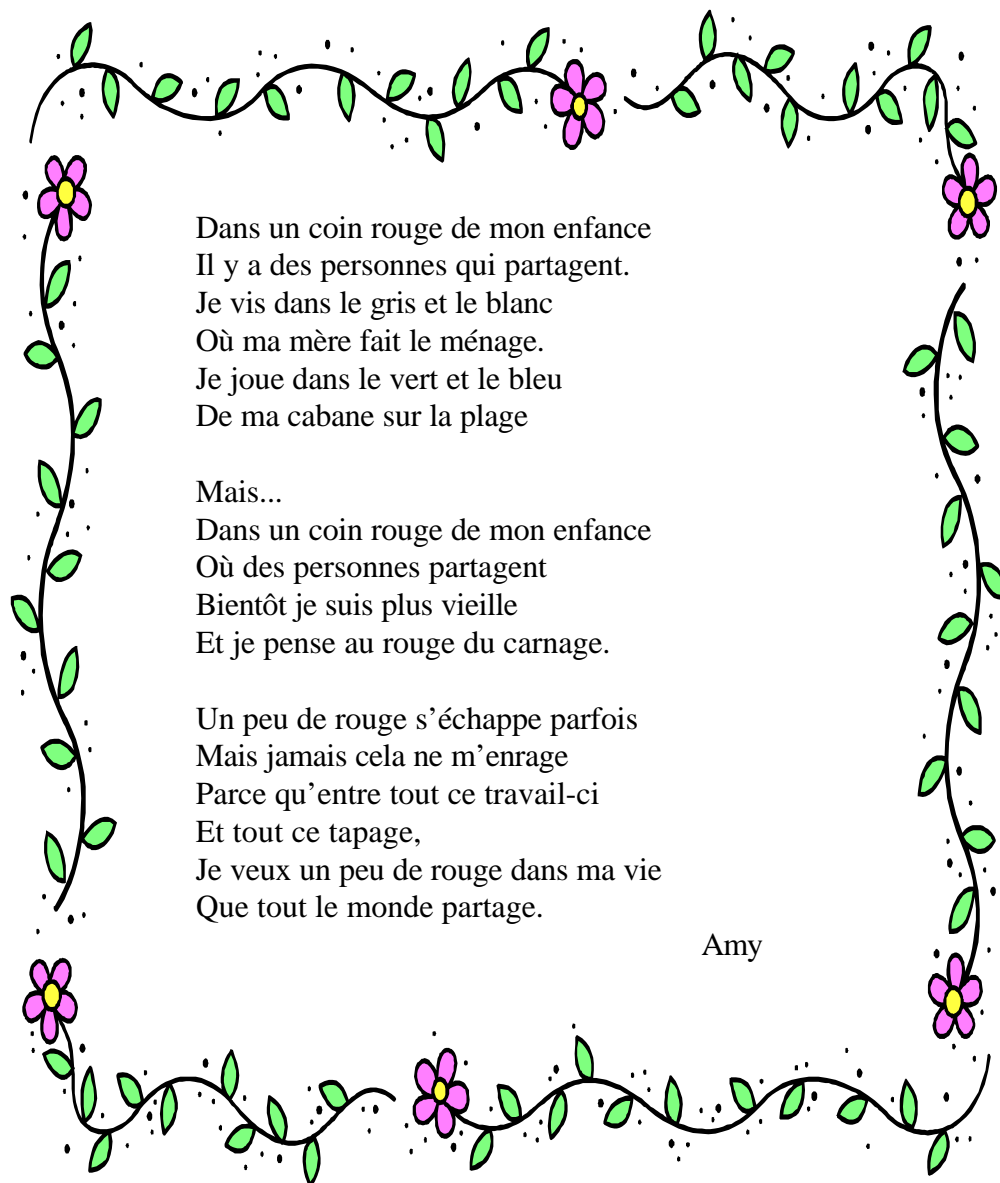 Dans un coin rouge de mon enfance
Il y a des personnes qui partagent.
Je vis dans le gris et le blanc
Où ma mère fait le ménage.
Je joue dans le vert et le bleu
De ma cabane sur la plage

Mais...
Dans un coin rouge de mon enfance
Où des personnes partagent
Bientôt je suis plus vieille
Et je pense au rouge du carnage.

Un peu de rouge s’échappe parfois
Mais jamais cela ne m’enrage
Parce qu’entre tout ce travail-ci
Et tout ce tapage,
Je veux un peu de rouge dans ma vie
Que tout le monde partage.
Amy